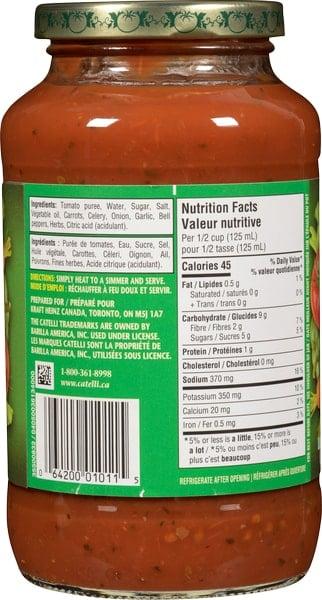 Ingredients: Tomato puree, Water, Sugar, Salt,
Vegetable oil, Carrots, Celery, Onion, Garlic, Bell
peppers, Herbs, Citric acid (acidulant).
Ingrédients : Purée de tomates, Eau, Sucre, Sel,
Huile végétale, Carottes, Céleri, Oignon, Ail,
Poivrons, Fines herbes, Acide citrique (acidulant).
DIRECTIONS: SIMPLY HEAT TO A SIMMER AND SERVE.
MODE D'EMPLOI : RÉCHAUFFER À FEU DOUX ET SERVIR.
PREPARED FOR / PRÉPARÉ POUR
KRAFT HEINZ CANADA, TORONTO, ON M5J 1A7
THE CATELLI TRADEMARKS ARE OWNED BY
BARILLA AMERICA, INC. USED UNDER LICENSE.
LES MARQUES CATELLI SONT LA PROPRIÉTÉ DE
BARILLA AMERICA, INC., UTILISÉES SOUS LICENCE.
1-800-361-8998
www.catelli.ca
0 64200 01011 5
Nutrition Facts
Valeur nutritive
Per 1/2 cup (125 mL)
pour 1/2 tasse (125 mL)
Calories 45
% Daily Value*
% valeur quotidienne*
Fat / Lipides 0.5 g 1%
Saturated / saturés 0 g
+ Trans / trans 0 g 0%
Carbohydrate / Glucides 9 g
Fibre / Fibres 2 g 7%
Sugars / Sucres 5 g 5%
Protein / Protéines 1 g
Cholesterol / Cholestérol 0 mg
Sodium 370 mg 16%
Potassium 350 mg 10%
Calcium 20 mg 2%
Iron / Fer 0.5 mg 3%
*5% or less is a little, 15% or more is
a lot / *5% ou moins c'est peu, 15% ou
plus c'est beaucoup
REFRIGERATE AFTER OPENING | RÉFRIGÉRER APRÈS OUVERTURE